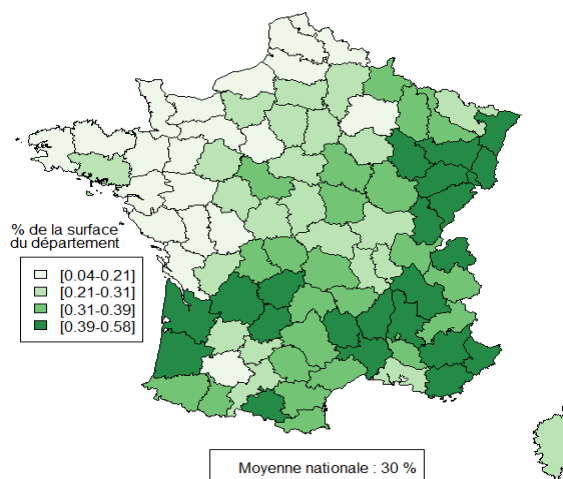 % de la surface
du département
[0.04-0.21]
[0.21-0.31]
[0.31-0.39]
[0.39-0.58]
Moyenne nationale : 30 %